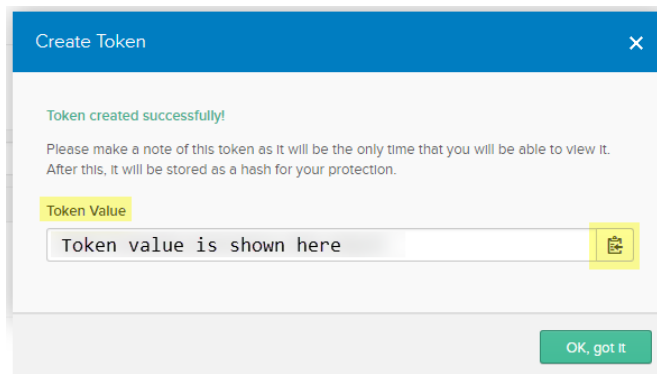 Create Token
Token created successfully!
Please make a note of this token as it will be the only time that you will be able to view it.
After this, it will be stored as a hash for your protection.
Token Value
Token value is shown here
OK, got it